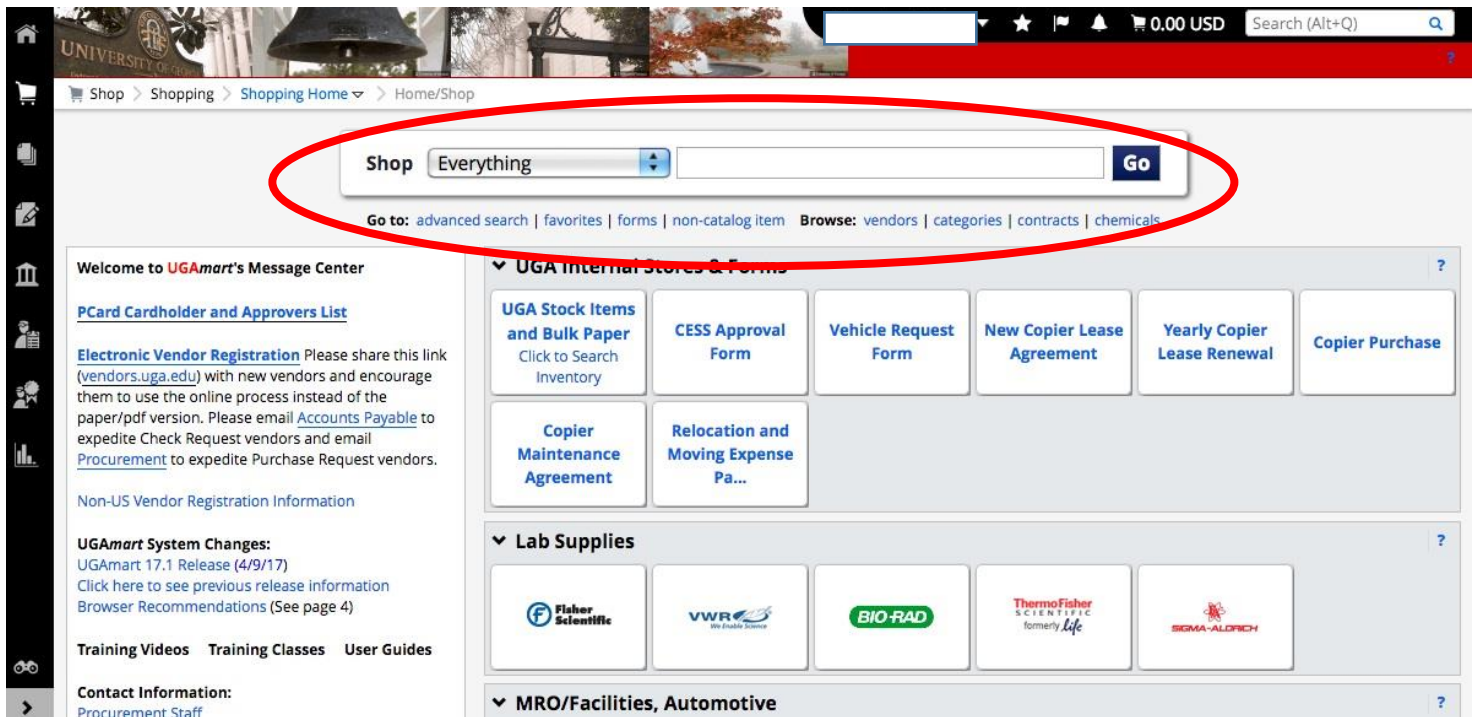 UNIVERSITY OF GEORGIA
0.00 USD
Search (Alt+Q)
?
Shop > Shopping > Shopping Home > Home/Shop
Shop Everything Go
Go to: advanced search | favorites | forms | non-catalog item Browse: vendors | categories | contracts | chemicals
Welcome to UGAmart's Message Center
PCard Cardholder and Approvers List
Electronic Vendor Registration Please share this link
(vendors.uga.edu) with new vendors and encourage
them to use the online process instead of the
paper/pdf version. Please email Accounts Payable to
expedite Check Request vendors and email
Procurement to expedite Purchase Request vendors.
Non-US Vendor Registration Information
UGAmart System Changes:
UGAmart 17.1 Release (4/9/17)
Click here to see previous release information
Browser Recommendations (See page 4)
Training Videos Training Classes User Guides
Contact Information:
Procurement Staff
UGA Internal Stores & Forms ?
UGA Stock Items
and Bulk Paper
Click to Search
Inventory
CESS Approval
Form
Vehicle Request
Form
New Copier Lease
Agreement
Yearly Copier
Lease Renewal
Copier Purchase
Copier
Maintenance
Agreement
Relocation and
Moving Expense
Pa...
Lab Supplies ?
Fisher
Scientific
VWR
We Enable Science
BIO-RAD
ThermoFisher
SCIENTIFIC
formerly life
SIGMA-ALDRICH
MRO/Facilities, Automotive ?